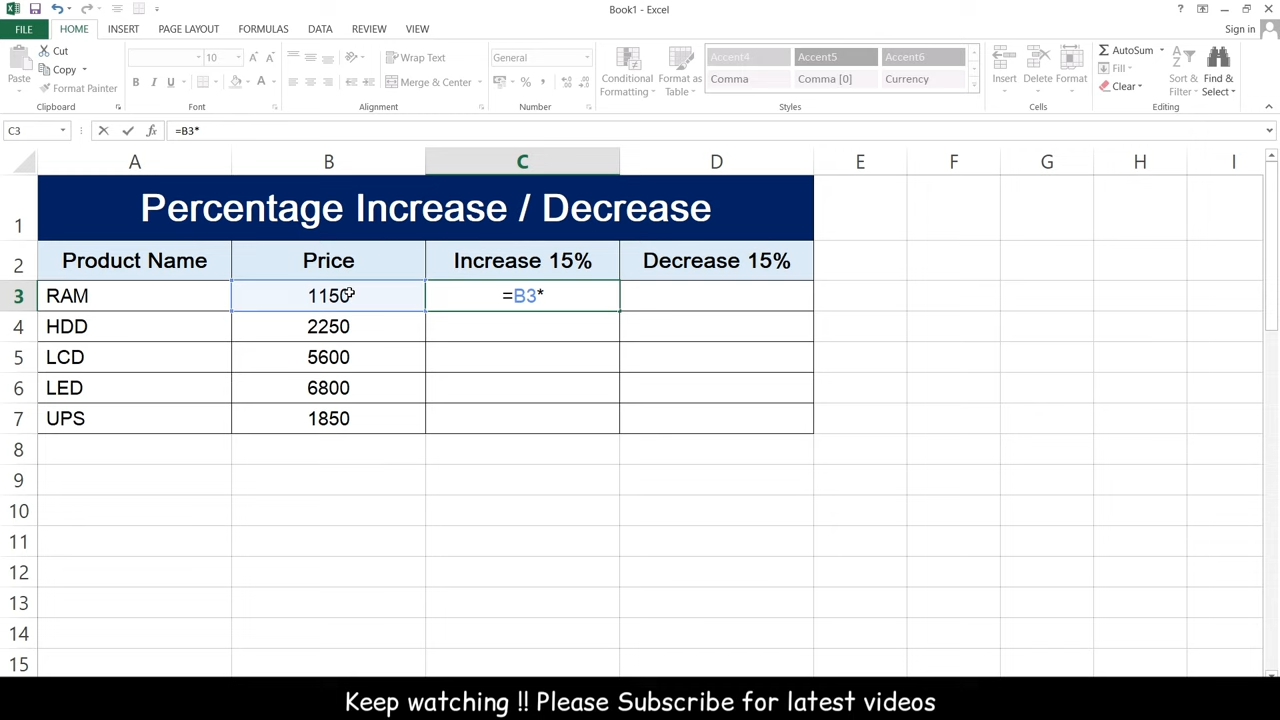 Book1 - Excel
?
FILE HOME INSERT PAGE LAYOUT FORMULAS DATA REVIEW VIEW Sign in
Paste Cut Copy Format Painter
10
Wrap Text
Merge & Center
General
Conditional Formatting Format as Table
Accent4 Accent5 Accent6
Comma Comma [0] Currency
Insert Delete Format
AutoSum Fill Clear
Sort & Filter Find & Select
Clipboard Font Alignment Number Styles Cells Editing
C3 fx =B3*
A B C D E F G H I
1 Percentage Increase / Decrease
2 Product Name Price Increase 15% Decrease 15%
3 RAM 1150 =B3*
4 HDD 2250
5 LCD 5600
6 LED 6800
7 UPS 1850
8
9
10
11
12
13
14
15
Keep watching !! Please Subscribe for latest videos